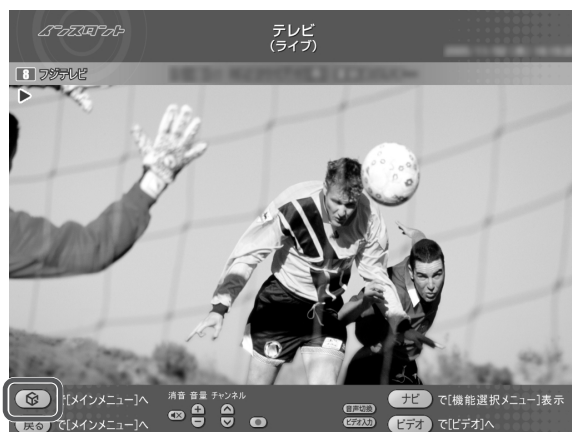 インスタント
テレビ
(ライブ)
8 フジテレビ
で[メインメニュー]へ
消音 音量 チャンネル
音声切換
ナビ で[機能選択メニュー]表示
戻る で[メインメニュー]へ
ビデオ入力
ビデオ で[ビデオ]へ